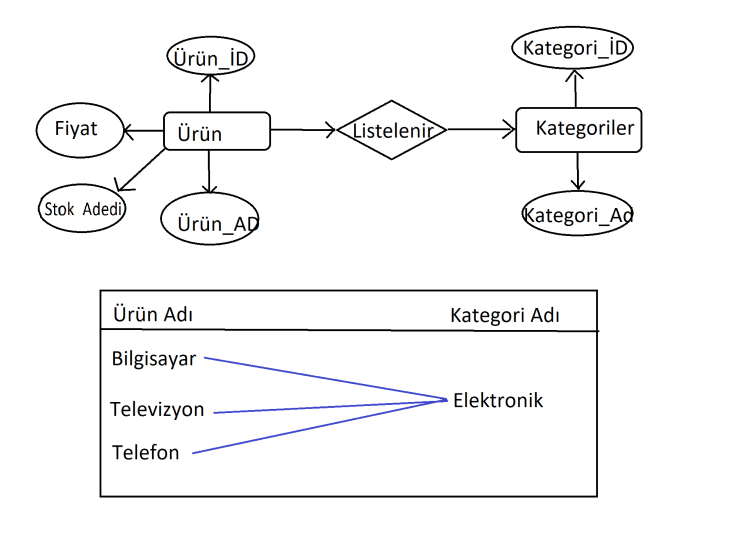 Ürün_İD
Kategori_İD
Fiyat
Ürün
Listelenir
Kategoriler
Stok Adedi
Ürün_AD
Kategori_Ad
Ürün Adı
Kategori Adı
Bilgisayar
Televizyon
Elektronik
Telefon